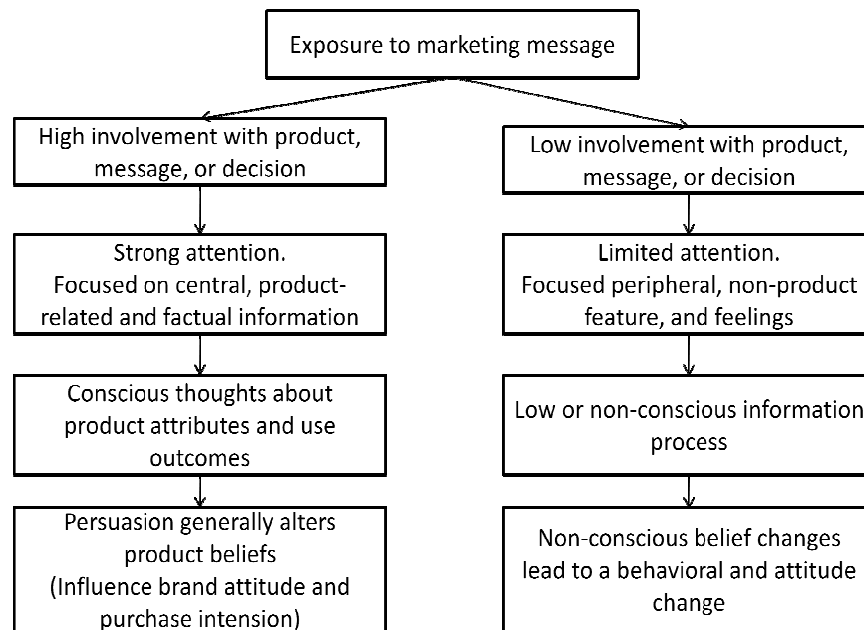 Exposure to marketing message
High involvement with product,
message, or decision
Strong attention.
Focused on central, product-
related and factual information
Conscious thoughts about
product attributes and use
outcomes
Persuasion generally alters
product beliefs
(Influence brand attitude and
purchase intension)
Low involvement with product,
message, or decision
Limited attention.
Focused peripheral, non-product
feature, and feelings
Low or non-conscious information
process
Non-conscious belief changes
lead to a behavioral and attitude
change